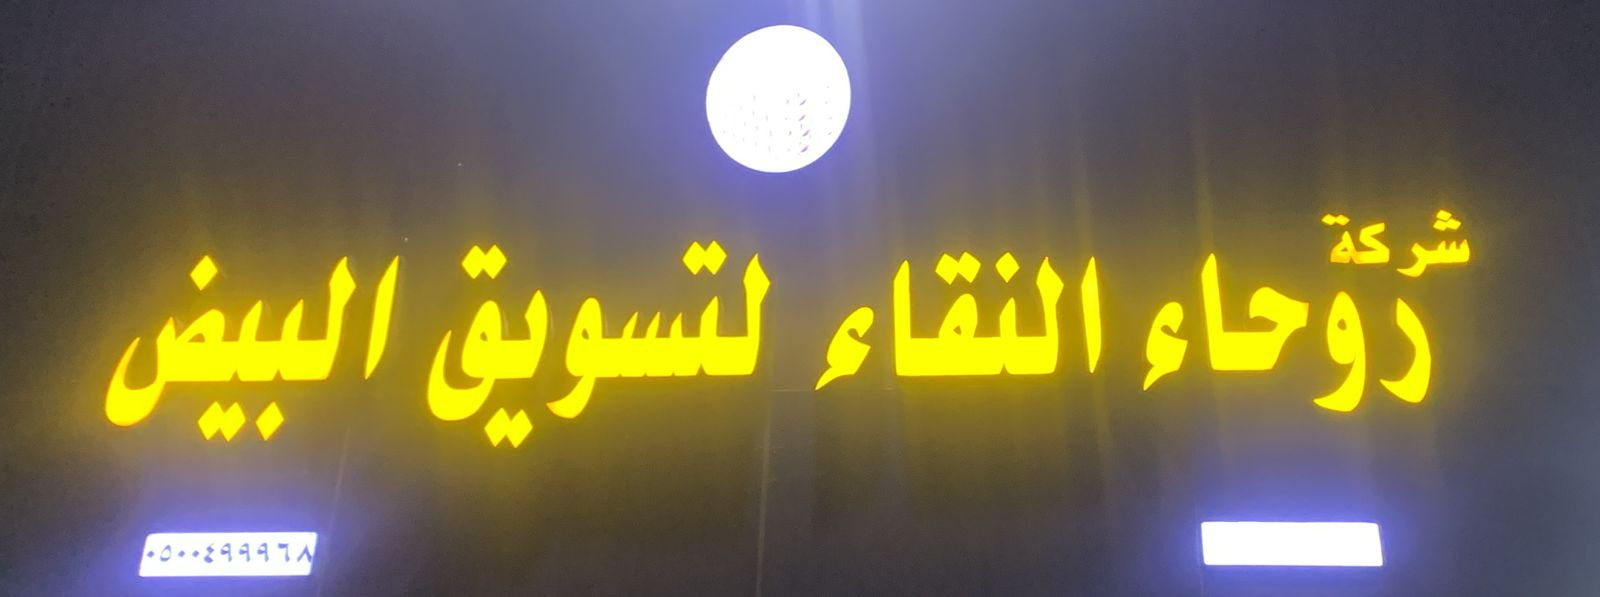 شركة
روحاء النقاء لتسويق البيض
٠٥٠٠٤٩٩٩٦٨